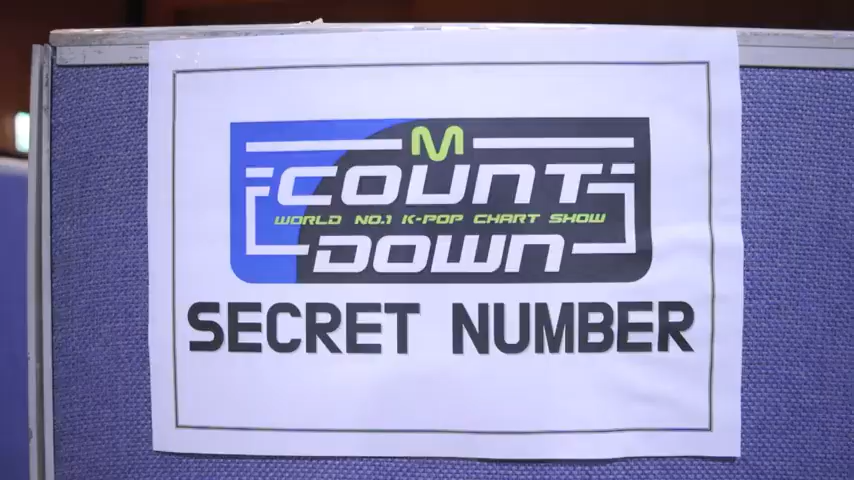 M
COUNT
WORLD NO.1 K-POP CHART SHOW
DOWN
SECRET NUMBER